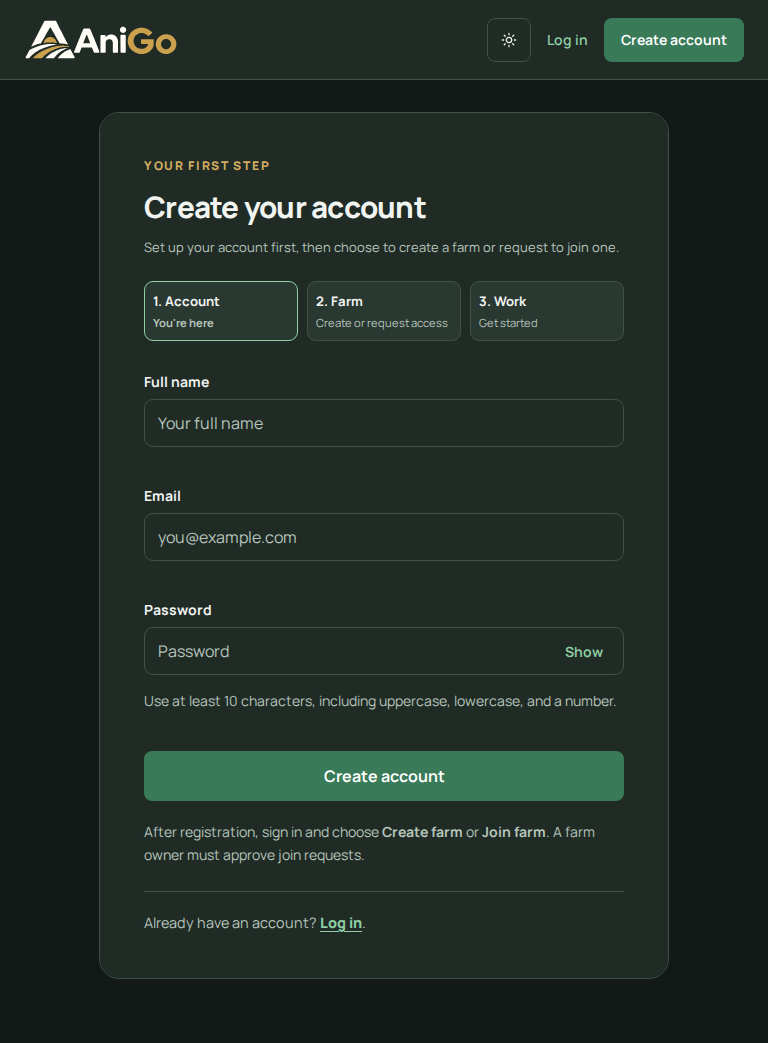 AniGo
Log in
Create account
YOUR FIRST STEP
Create your account
Set up your account first, then choose to create a farm or request to join one.
1. Account
You're here
2. Farm
Create or request access
3. Work
Get started
Full name
Your full name
Email
you@example.com
Password
Password
Show
Use at least 10 characters, including uppercase, lowercase, and a number.
Create account
After registration, sign in and choose Create farm or Join farm. A farm
owner must approve join requests.
Already have an account? Log in.